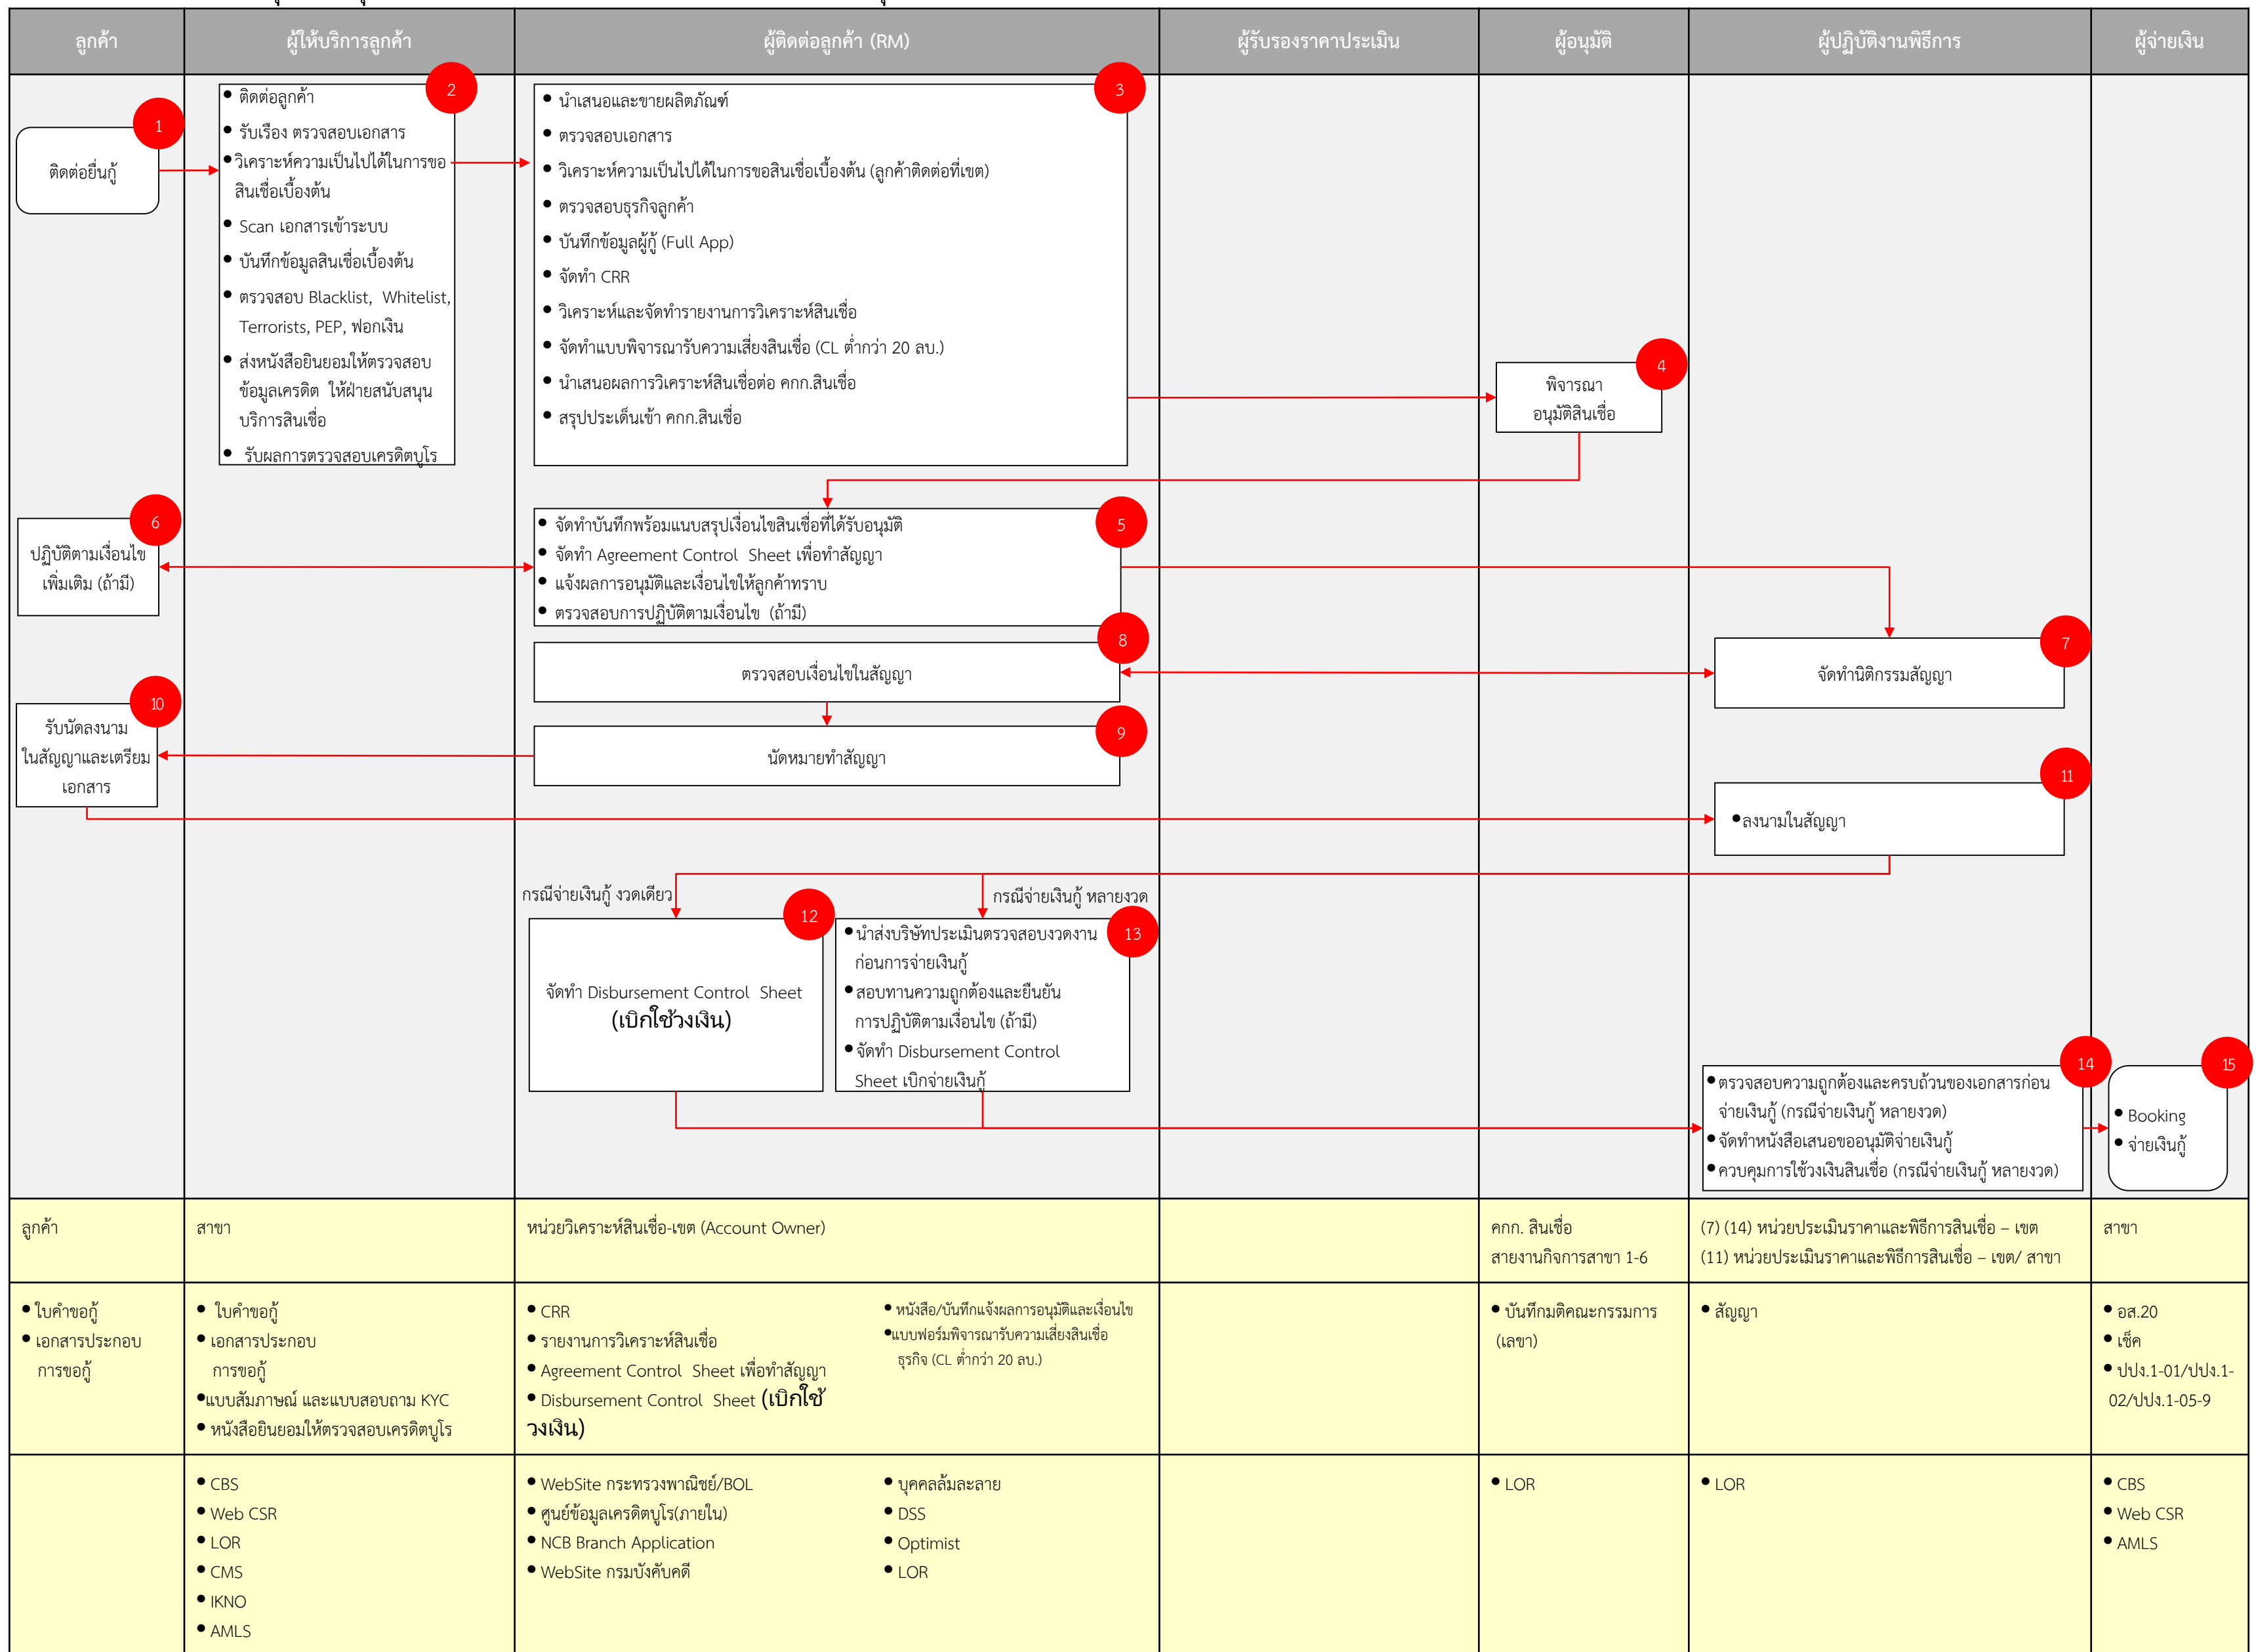 ลูกค้า
ผู้ให้บริการลูกค้า
ผู้ติดต่อลูกค้า (RM)
ผู้รับรองราคาประเมิน
ผู้อนุมัติ
ผู้ปฏิบัติงานพิธีการ
ผู้จ่ายเงิน
1
ติดต่อยื่นกู้
2
● ติดต่อลูกค้า
● รับเรื่อง ตรวจสอบเอกสาร
● วิเคราะห์ความเป็นไปได้ในการขอ
สินเชื่อเบื้องต้น
● Scan เอกสารเข้าระบบ
● บันทึกข้อมูลสินเชื่อเบื้องต้น
● ตรวจสอบ Blacklist, Whitelist,
Terrorists, PEP, ฟอกเงิน
● ส่งหนังสือยินยอมให้ตรวจสอบ
ข้อมูลเครดิต ให้ฝ่ายสนับสนุน
บริการสินเชื่อ
● รับผลการตรวจสอบเครดิตบูโร
3
● นำเสนอและขายผลิตภัณฑ์
● ตรวจสอบเอกสาร
● วิเคราะห์ความเป็นไปได้ในการขอสินเชื่อเบื้องต้น (ลูกค้าติดต่อที่เขต)
● ตรวจสอบธุรกิจลูกค้า
● บันทึกข้อมูลผู้กู้ (Full App)
● จัดทำ CRR
● วิเคราะห์และจัดทำรายงานการวิเคราะห์สินเชื่อ
● จัดทำแบบพิจารณารับความเสี่ยงสินเชื่อ (CL ต่ำกว่า 20 ลบ.)
● นำเสนอผลการวิเคราะห์สินเชื่อต่อ คกก.สินเชื่อ
● สรุปประเด็นเข้า คกก.สินเชื่อ
4
พิจารณา
อนุมัติสินเชื่อ
6
ปฏิบัติตามเงื่อนไข
เพิ่มเติม (ถ้ามี)
5
● จัดทำบันทึกพร้อมแนบสรุปเงื่อนไขสินเชื่อที่ได้รับอนุมัติ
● จัดทำ Agreement Control Sheet เพื่อทำสัญญา
● แจ้งผลการอนุมัติและเงื่อนไขให้ลูกค้าทราบ
● ตรวจสอบการปฏิบัติตามเงื่อนไข (ถ้ามี)
8
ตรวจสอบเงื่อนไขในสัญญา
7
จัดทำนิติกรรมสัญญา
10
รับนัดลงนาม
ในสัญญาและเตรียม
เอกสาร
9
นัดหมายทำสัญญา
11
● ลงนามในสัญญา
กรณีจ่ายเงินกู้ งวดเดียว
กรณีจ่ายเงินกู้ หลายงวด
12
จัดทำ Disbursement Control Sheet
(เบิกใช้วงเงิน)
13
● นำส่งบริษัทประเมินตรวจสอบงวดงาน
ก่อนการจ่ายเงินกู้
● สอบทานความถูกต้องและยืนยัน
การปฏิบัติตามเงื่อนไข (ถ้ามี)
● จัดทำ Disbursement Control
Sheet เบิกจ่ายเงินกู้
14
● ตรวจสอบความถูกต้องและครบถ้วนของเอกสารก่อน
จ่ายเงินกู้ (กรณีจ่ายเงินกู้ หลายงวด)
● จัดทำหนังสือเสนอขออนุมัติจ่ายเงินกู้
● ควบคุมการใช้วงเงินสินเชื่อ (กรณีจ่ายเงินกู้ หลายงวด)
15
● Booking
● จ่ายเงินกู้
ลูกค้า
สาขา
หน่วยวิเคราะห์สินเชื่อ-เขต (Account Owner)
คกก. สินเชื่อ
สายงานกิจการสาขา 1-6
(7) (14) หน่วยประเมินราคาและพิธีการสินเชื่อ – เขต
(11) หน่วยประเมินราคาและพิธีการสินเชื่อ – เขต/ สาขา
สาขา
● ใบคำขอกู้
● เอกสารประกอบ
การขอกู้
● ใบคำขอกู้
● เอกสารประกอบ
การขอกู้
● แบบสัมภาษณ์ และแบบสอบถาม KYC
● หนังสือยินยอมให้ตรวจสอบเครดิตบูโร
● CRR
● รายงานการวิเคราะห์สินเชื่อ
● Agreement Control Sheet เพื่อทำสัญญา
● Disbursement Control Sheet (เบิกใช้
วงเงิน)
● หนังสือ/บันทึกแจ้งผลการอนุมัติและเงื่อนไข
● แบบฟอร์มพิจารณารับความเสี่ยงสินเชื่อ
ธุรกิจ (CL ต่ำกว่า 20 ลบ.)
● บันทึกมติคณะกรรมการ
(เลขา)
● สัญญา
● อส.20
● เช็ค
● ปปง.1-01/ปปง.1-
02/ปปง.1-05-9
● CBS
● Web CSR
● LOR
● CMS
● IKNO
● AMLS
● WebSite กระทรวงพาณิชย์/BOL
● ศูนย์ข้อมูลเครดิตบูโร(ภายใน)
● NCB Branch Application
● WebSite กรมบังคับคดี
● บุคคลล้มละลาย
● DSS
● Optimist
● LOR
● LOR
● LOR
● CBS
● Web CSR
● AMLS